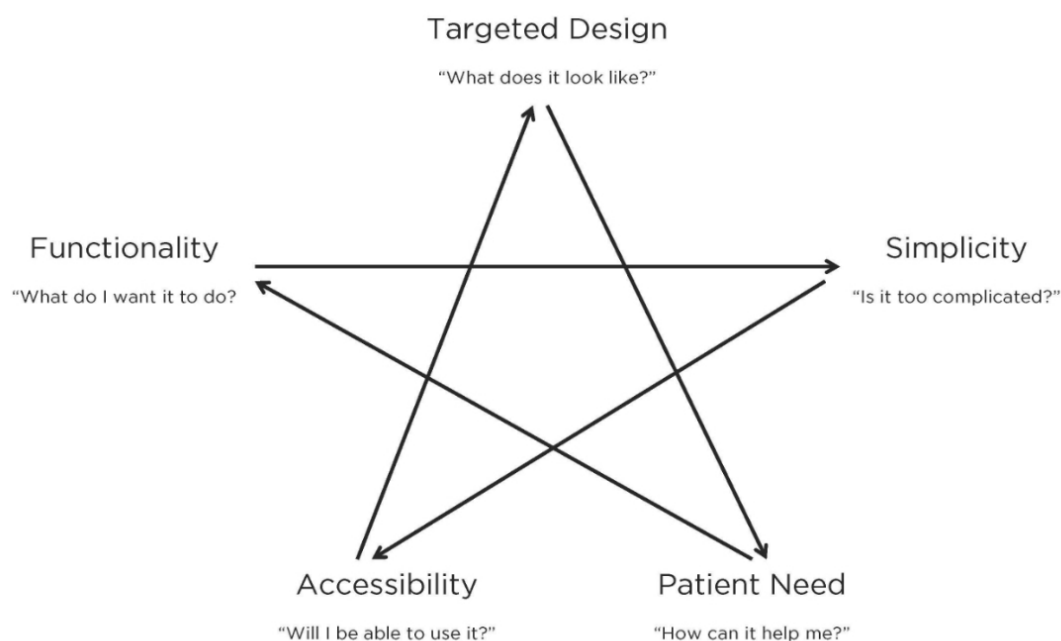 Targeted Design
“What does it look like?”
Functionality
“What do I want it to do?
Simplicity
“Is it too complicated?”
Accessibility
“Will I be able to use it?”
Patient Need
“How can it help me?”